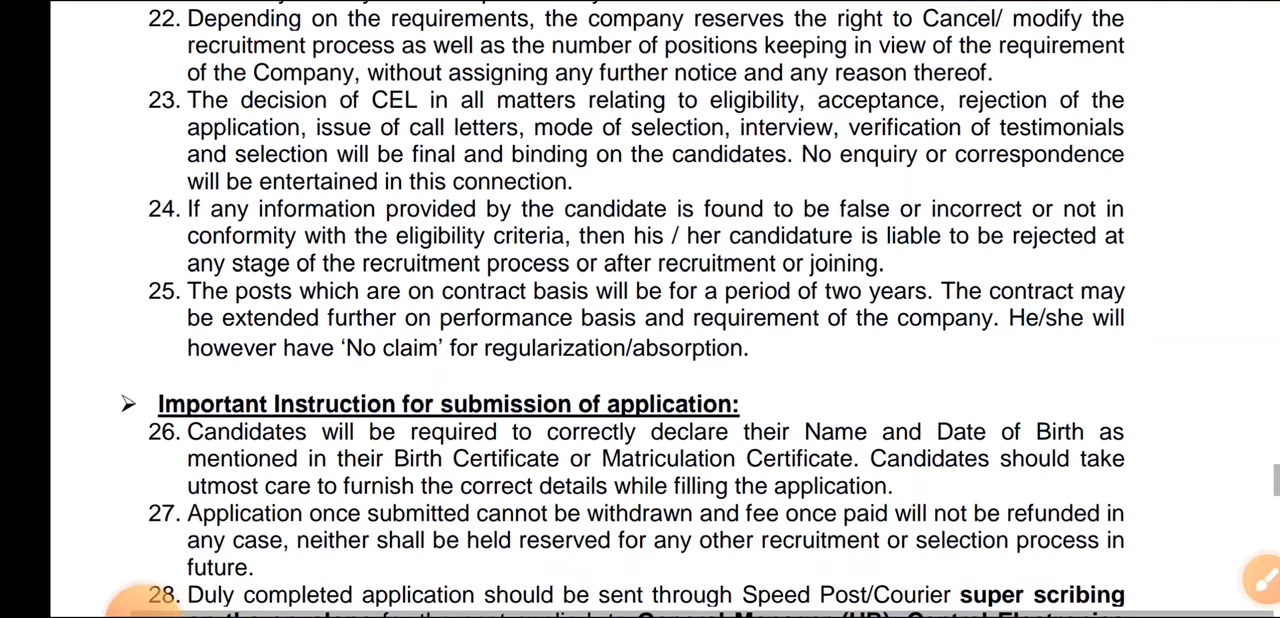 22. Depending on the requirements, the company reserves the right to Cancel/ modify the
recruitment process as well as the number of positions keeping in view of the requirement
of the Company, without assigning any further notice and any reason thereof.
23. The decision of CEL in all matters relating to eligibility, acceptance, rejection of the
application, issue of call letters, mode of selection, interview, verification of testimonials
and selection will be final and binding on the candidates. No enquiry or correspondence
will be entertained in this connection.
24. If any information provided by the candidate is found to be false or incorrect or not in
conformity with the eligibility criteria, then his / her candidature is liable to be rejected at
any stage of the recruitment process or after recruitment or joining.
25. The posts which are on contract basis will be for a period of two years. The contract may
be extended further on performance basis and requirement of the company. He/she will
however have ‘No claim’ for regularization/absorption.
➢ Important Instruction for submission of application:
26. Candidates will be required to correctly declare their Name and Date of Birth as
mentioned in their Birth Certificate or Matriculation Certificate. Candidates should take
utmost care to furnish the correct details while filling the application.
27. Application once submitted cannot be withdrawn and fee once paid will not be refunded in
any case, neither shall be held reserved for any other recruitment or selection process in
future.
28. Duly completed application should be sent through Speed Post/Courier super scribing